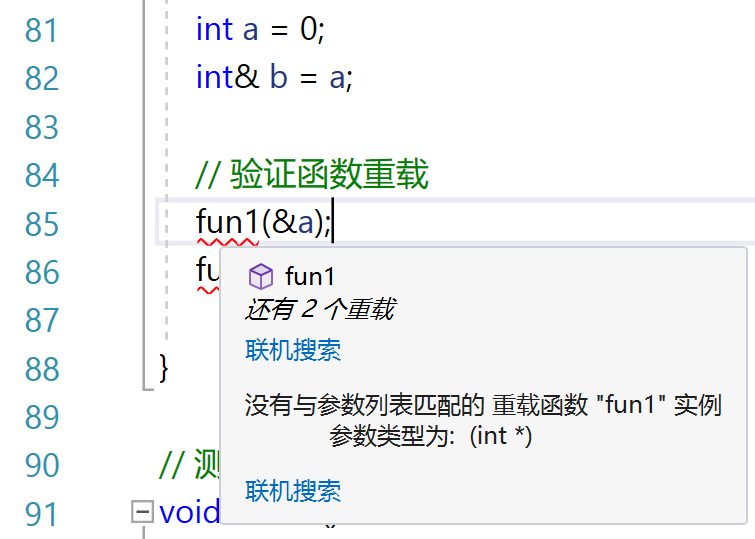 81 int a = 0;
82 int& b = a;
83
84 // 验证函数重载
85 fun1(&a);
86 fu
fun1
还有 2 个重载
87
联机搜索
88 }
89
没有与参数列表匹配的 重载函数 "fun1" 实例
参数类型为: (int *)
90 // 测
联机搜索
91 void